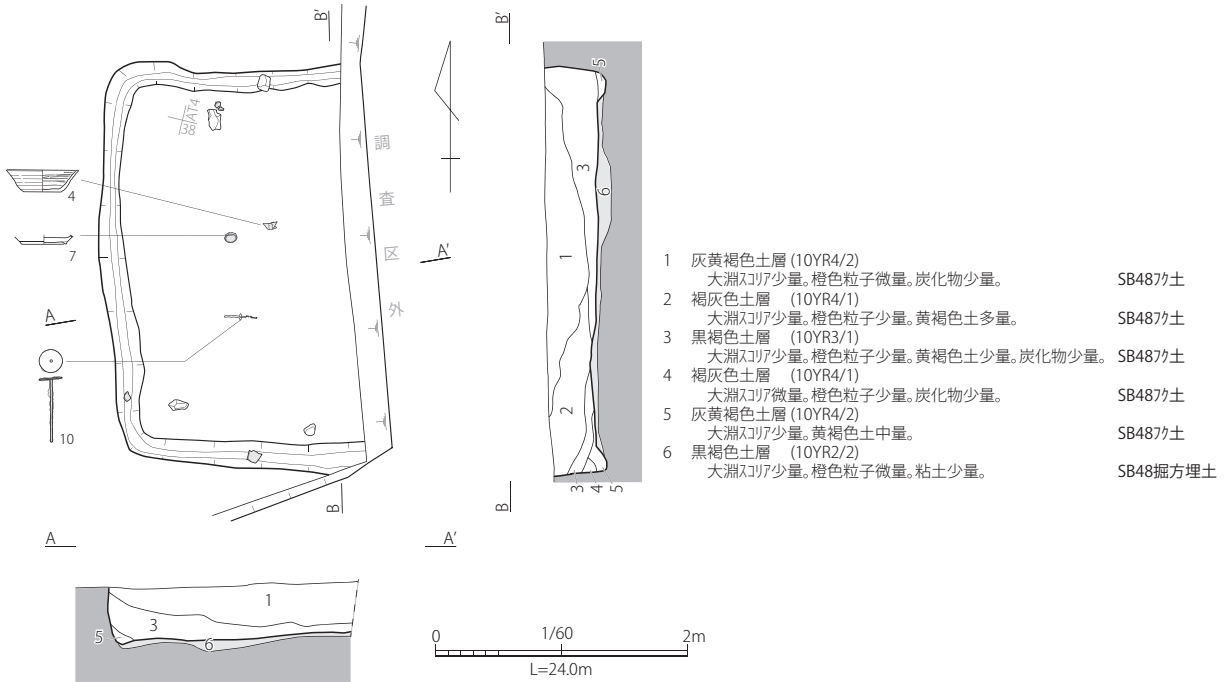 B′
B′
5
AT4
38
調
査
区
外
4
7
A′
A
10
3
6
1
2
3 4 5
B
B
1 灰黄褐色土層 (10YR4/2)
大淵ｽｺﾘｱ少量。橙色粒子微量。炭化物少量。 SB48ﾌｸ土
2 褐灰色土層 (10YR4/1)
大淵ｽｺﾘｱ少量。橙色粒子少量。黄褐色土多量。 SB48ﾌｸ土
3 黒褐色土層 (10YR3/1)
大淵ｽｺﾘｱ少量。橙色粒子少量。黄褐色土少量。炭化物少量。 SB48ﾌｸ土
4 褐灰色土層 (10YR4/1)
大淵ｽｺﾘｱ微量。橙色粒子少量。炭化物少量。 SB48ﾌｸ土
5 灰黄褐色土層 (10YR4/2)
大淵ｽｺﾘｱ少量。黄褐色土中量。 SB48ﾌｸ土
6 黒褐色土層 (10YR2/2)
大淵ｽｺﾘｱ少量。橙色粒子微量。粘土少量。 SB48掘方埋土
A A′
1
3
5
6
0 1/60 2m
L=24.0m